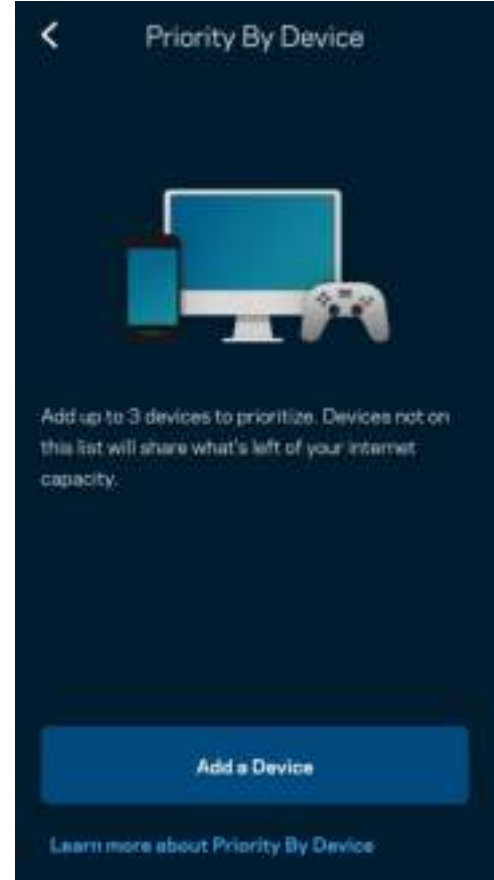 Priority By Device
Add up to 3 devices to prioritize. Devices not on
this list will share what's left of your internet
capacity.
Add a Device
Learn more about Priority By Device